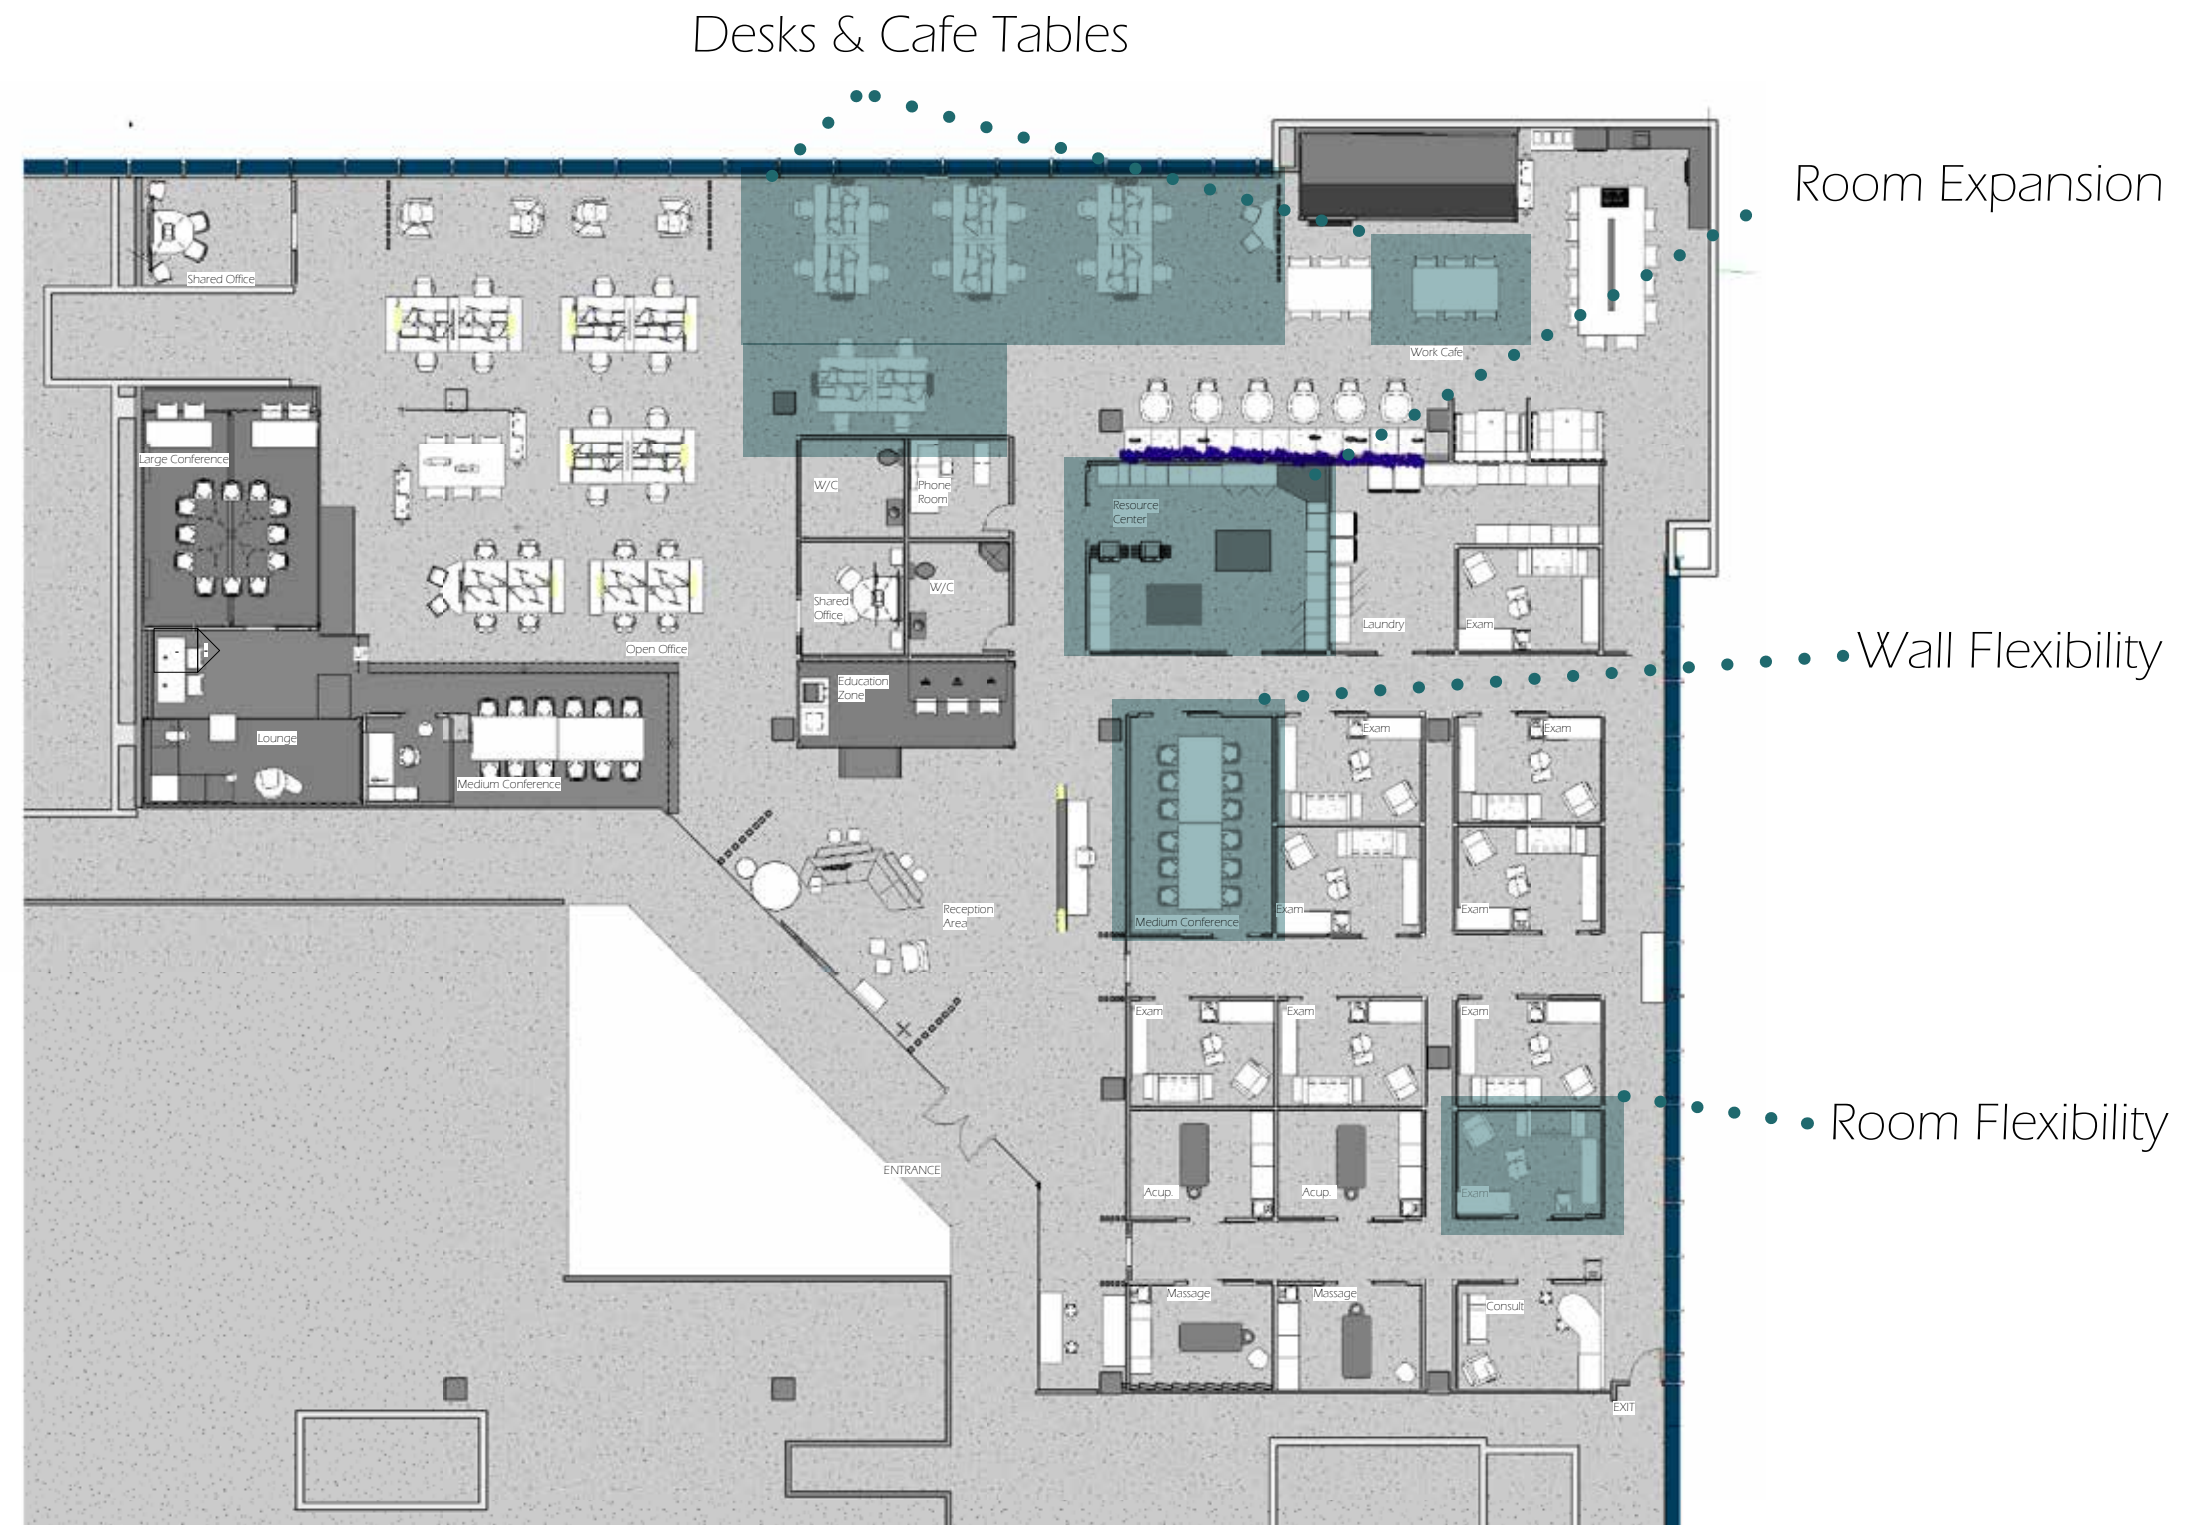 Desks & Cafe Tables
Room Expansion
Shared Office
Work Cafe
Large Conference
W/C
Phone
Room
Resource
Center
Shared
Office
W/C
Laundry
Exam
Open Office
Wall Flexibility
Education
Zone
Lounge
Medium Conference
Exam
Exam
Reception
Area
Medium Conference
Exam
Exam
Exam
Exam
Exam
Room Flexibility
ENTRANCE
Acup.
Acup.
Exam
Massage
Massage
Consult
EXIT